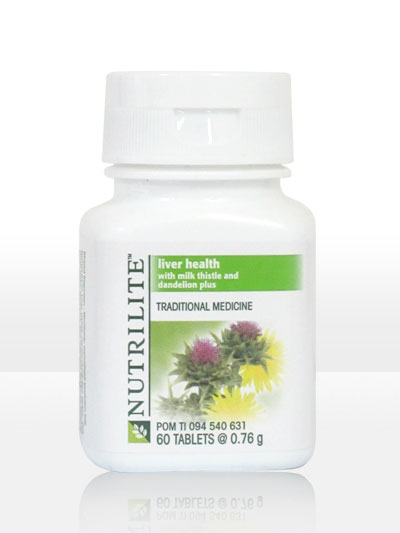 NUTRILITE™
liver health
with milk thistle and
dandelion plus
TRADITIONAL MEDICINE
POM TI 094 540 631
60 TABLETS @ 0.76 g